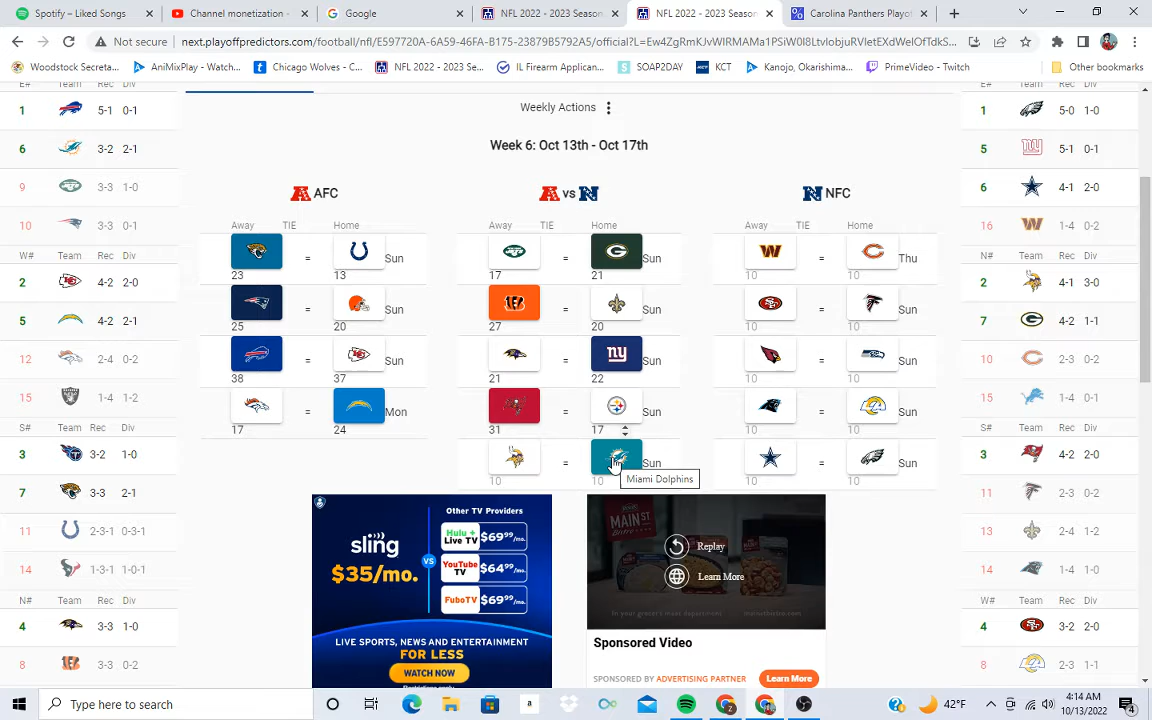 Spotify – Liked Songs
Channel monetization -
Google
NFL 2022 - 2023 Season
NFL 2022 - 2023 Season
Carolina Panthers Playof
Not secure
next.playoffpredictors.com/football/nfl/E597720A-6A59-46FA-B175-23879B5792A5/official?L=Ew4ZgRmKJvWIRMAMa1PSiW0I8LtvIobjuRVIetEXdWelOfTdkS...
Woodstock Secreta...
AniMixPlay - Watch...
Chicago Wolves - C...
NFL 2022 - 2023 Se...
IL Firearm Applican...
SOAP2DAY
KCT
Kanojo, Okarishima...
PrimeVideo - Twitch
Other bookmarks
E# Team Rec Div
1 5-1 0-1
6 3-2 2-1
9 3-3 1-0
10 3-3 0-1
W# Team Rec Div
2 4-2 2-0
5 4-2 2-1
12 2-4 0-2
15 1-4 1-2
S# Team Rec Div
3 3-2 1-0
7 3-3 2-1
11 2-3-1 0-3-1
14 1-3-1 1-0-1
N# Team Rec Div
4 3-3 1-0
8 3-3 0-2
Weekly Actions
Week 6: Oct 13th - Oct 17th
AFC
Away TIE Home
= Sun
23 13
= Sun
25 20
= Sun
38 37
= Mon
17 24
A vs N
Away TIE Home
= Sun
17 21
= Sun
27 20
= ny Sun
21 22
= Sun
31 17
= Sun
10 10
Miami Dolphins
NFC
Away TIE Home
W = C Thu
10 10
= Sun
10 10
= Sun
10 10
= Sun
10 10
= Sun
10 10
E# Team Rec Div
1 5-0 1-0
5 ny 5-1 0-1
6 4-1 2-0
16 W 1-4 0-2
N# Team Rec Div
2 4-1 3-0
7 G 4-2 1-1
10 C 2-3 0-2
15 1-4 0-1
S# Team Rec Div
3 4-2 2-0
11 2-3 0-2
13 2-4 1-2
14 1-4 1-0
W# Team Rec Div
4 SF 3-2 2-0
8 2-3 1-1
sling
$35/mo.
VS
Other TV Providers
Hulu + Live TV $69⁹⁹/mo.
YouTube TV $64⁹⁹/mo.
FuboTV $69⁹⁹/mo.
LIVE SPORTS, NEWS AND ENTERTAINMENT
FOR LESS
WATCH NOW
MAIN ST
Replay
Learn More
Sponsored Video
SPONSORED BY ADVERTISING PARTNER
Learn More
Type here to search
a
42°F
4:14 AM
10/13/2022
4